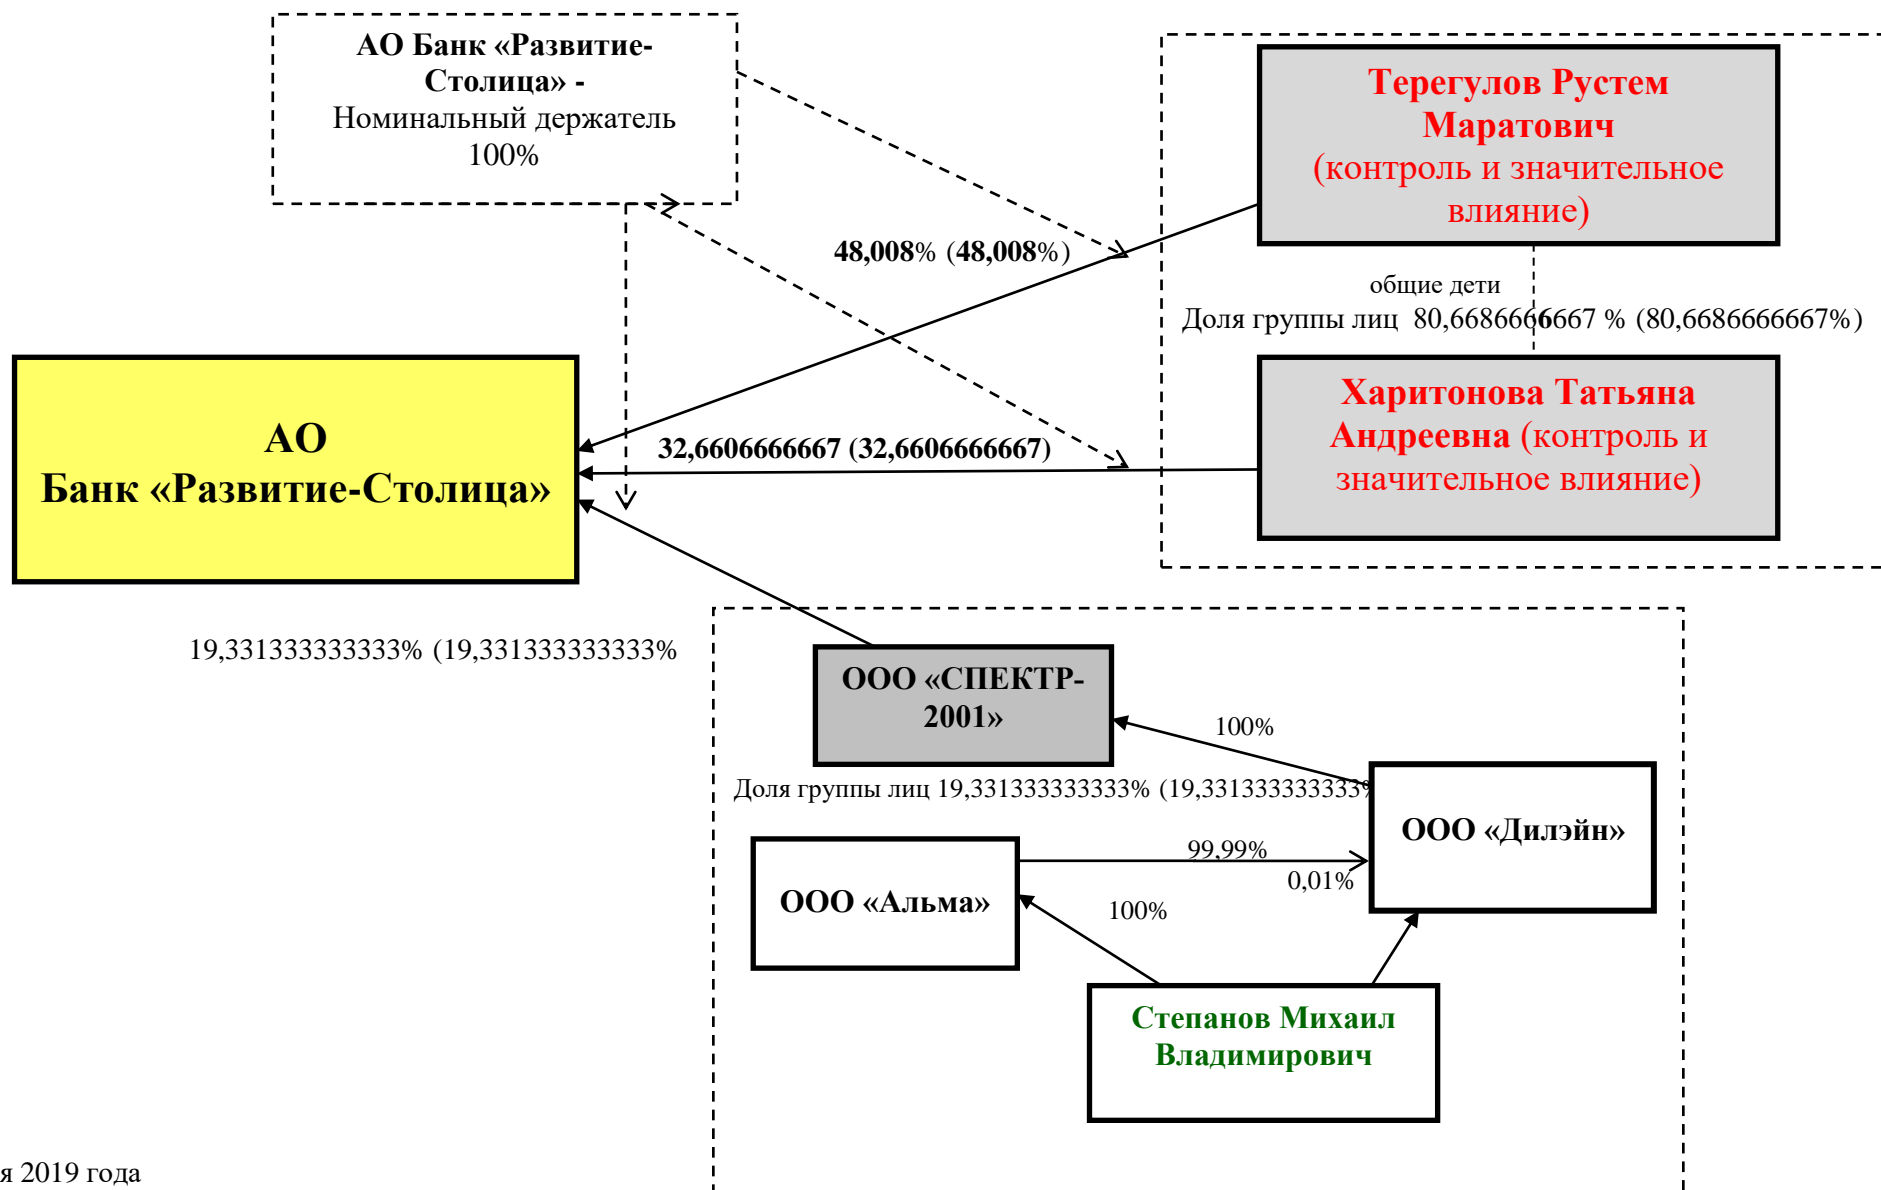 АО Банк «Развитие-
Столица» -
Номинальный держатель
100%
Терегулов Рустем
Маратович
(контроль и значительное
влияние)
48,008% (48,008%)
общие дети
Доля группы лиц 80,6686666667 % (80,6686666667%)
Харитонова Татьяна
Андреевна (контроль и
значительное влияние)
АО
Банк «Развитие-Столица»
32,6606666667 (32,6606666667)
19,331333333333% (19,331333333333%
ООО «СПЕКТР-
2001»
100%
Доля группы лиц 19,331333333333% (19,331333333333%
ООО «Дилэйн»
99,99%
0,01%
ООО «Альма»
100%
Степанов Михаил
Владимирович
я 2019 года